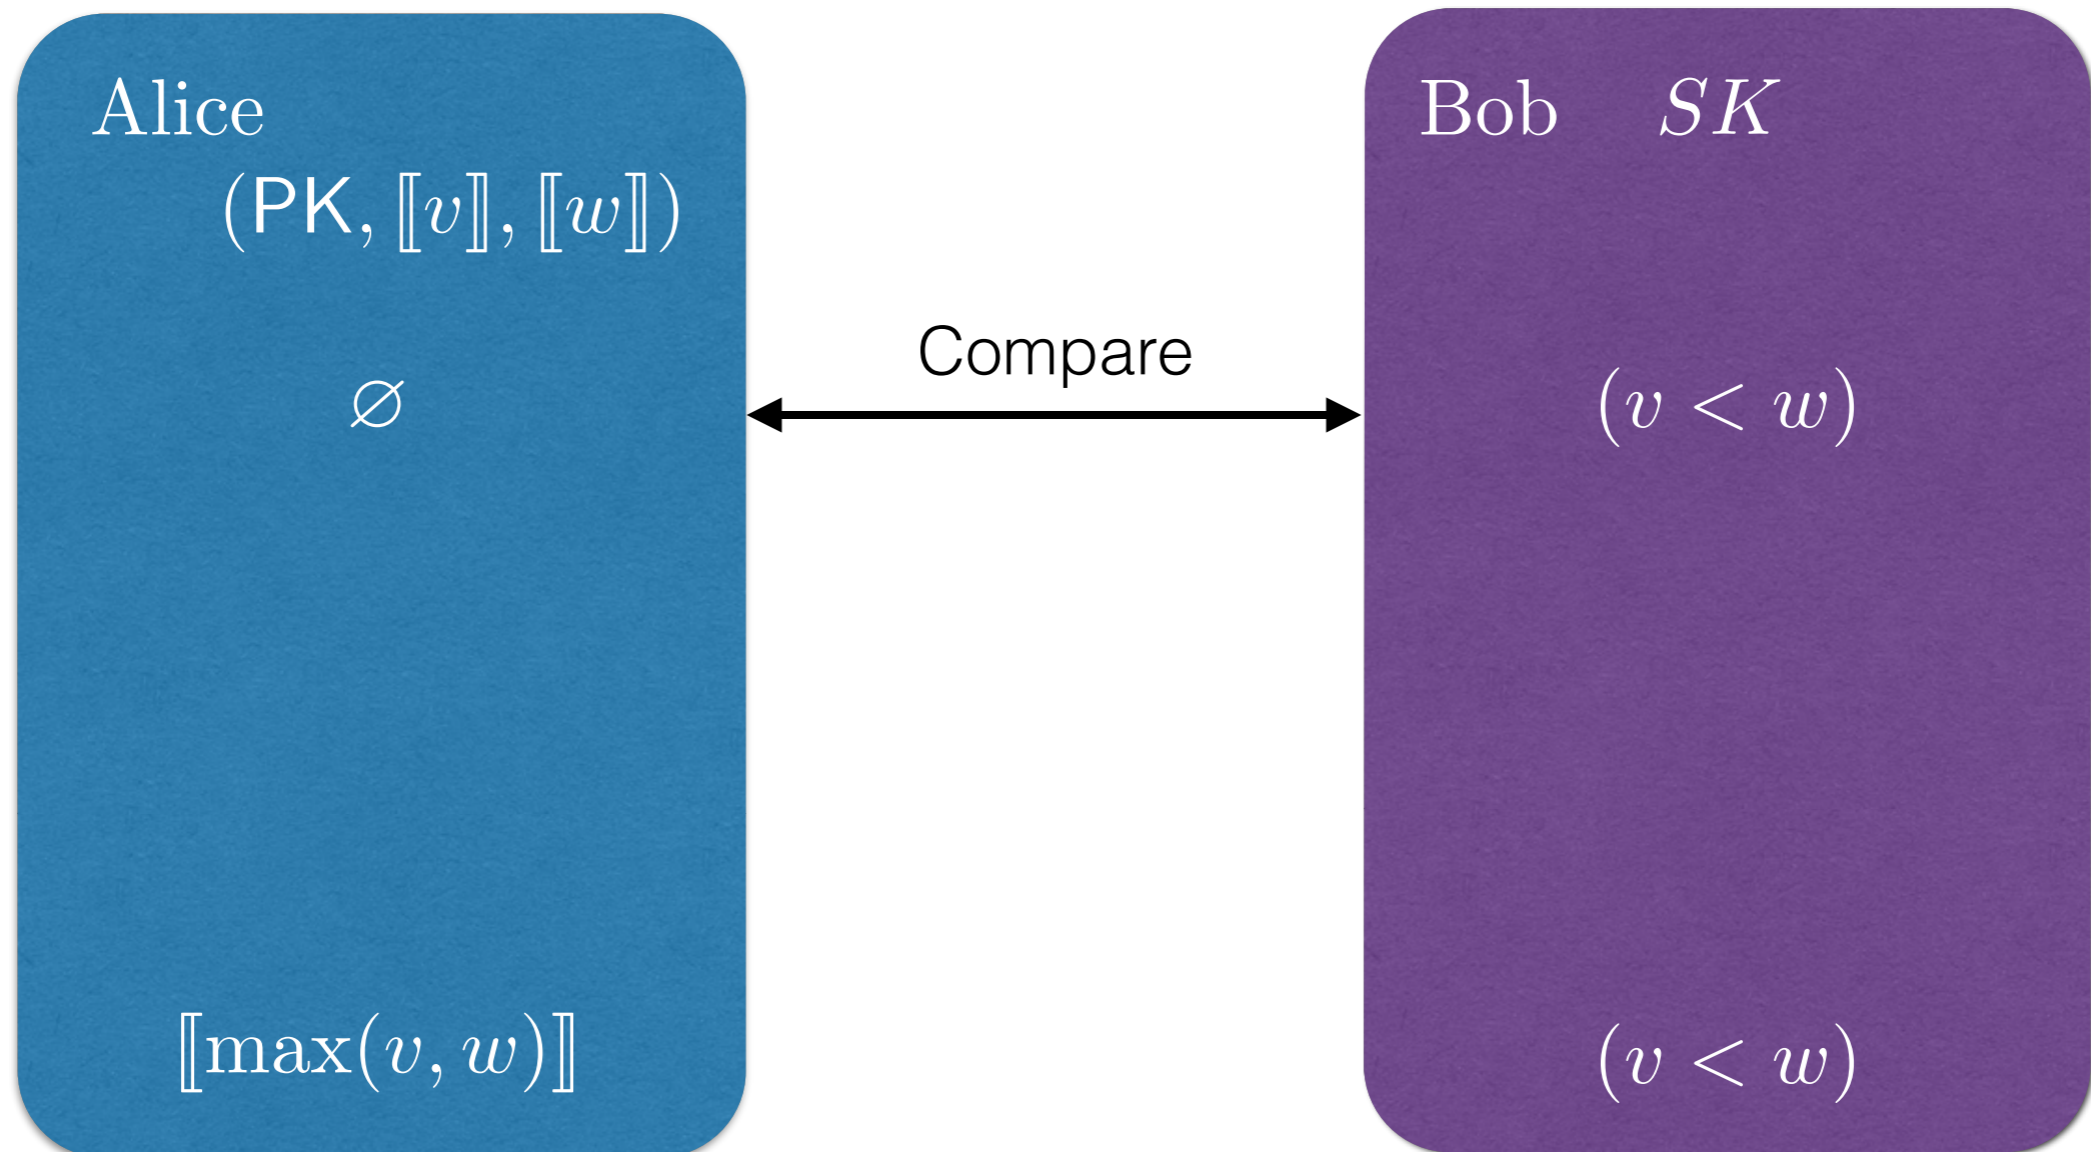 Alice
(PK, ⟦v⟧, ⟦w⟧)
∅
⟦max(v, w)⟧
Compare
Bob SK
(v < w)
(v < w)